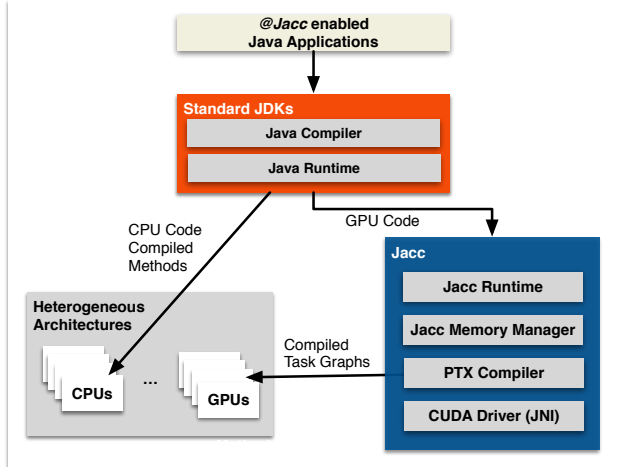 @Jacc enabled
Java Applications
Standard JDKs
Java Compiler
Java Runtime
CPU Code
Compiled
Methods
GPU Code
Jacc
Jacc Runtime
Jacc Memory Manager
PTX Compiler
CUDA Driver (JNI)
Heterogeneous
Architectures
CPUs
...
GPUs
Compiled
Task Graphs